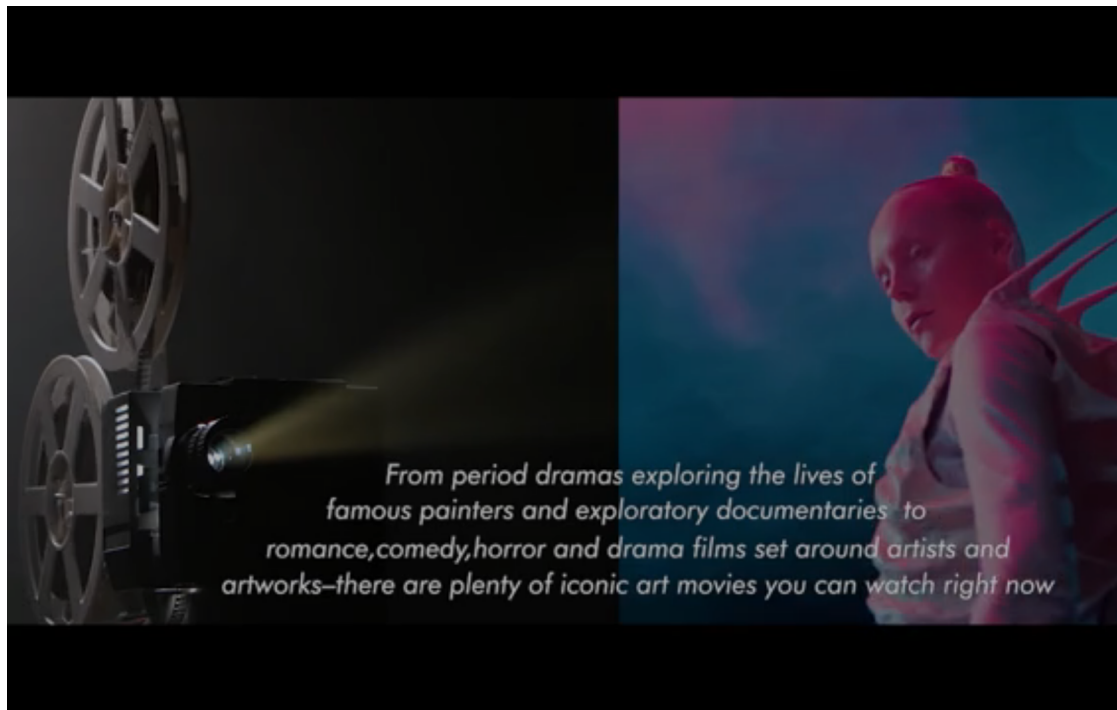 From period dramas exploring the lives of
famous painters and exploratory documentaries to
romance,comedy,horror and drama films set around artists and
artworks–there are plenty of iconic art movies you can watch right now